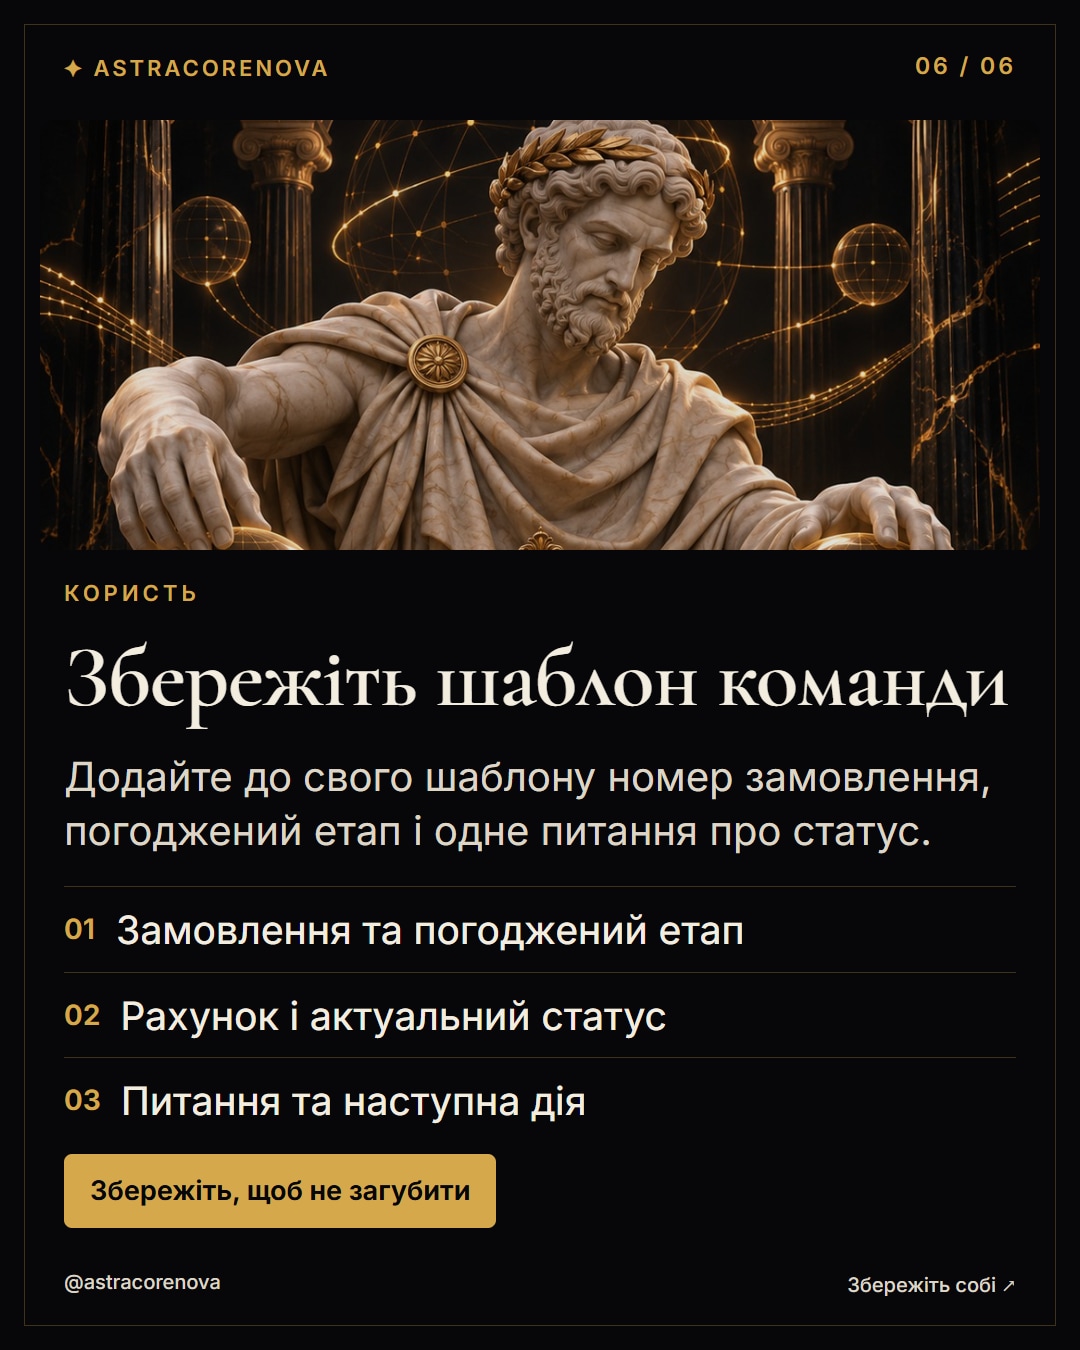 ✦ ASTRACORENOVA
06 / 06
КОРИСТЬ
Збережіть шаблон команди
Додайте до свого шаблону номер замовлення,
погоджений етап і одне питання про статус.
01 Замовлення та погоджений етап
02 Рахунок і актуальний статус
03 Питання та наступна дія
Збережіть, щоб не загубити
@astracorenova
Збережіть собі ↗